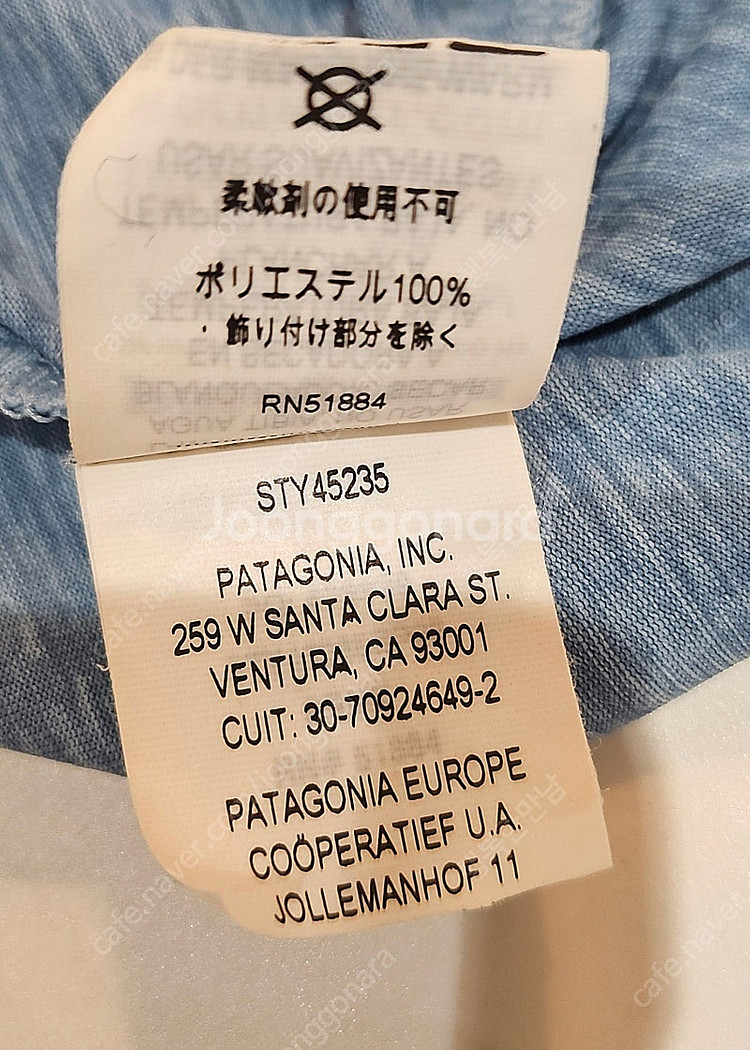 柔軟剤の使用不可
ポリエステル100%
・飾り付け部分を除く
RN51884
STY45235
Joonggonara
PATAGONIA, INC.
259 W SANTA CLARA ST.
VENTURA, CA 93001
CUIT: 30-70924649-2
PATAGONIA EUROPE
COÖPERATIEF U.A.
JOLLEMANHOF 11